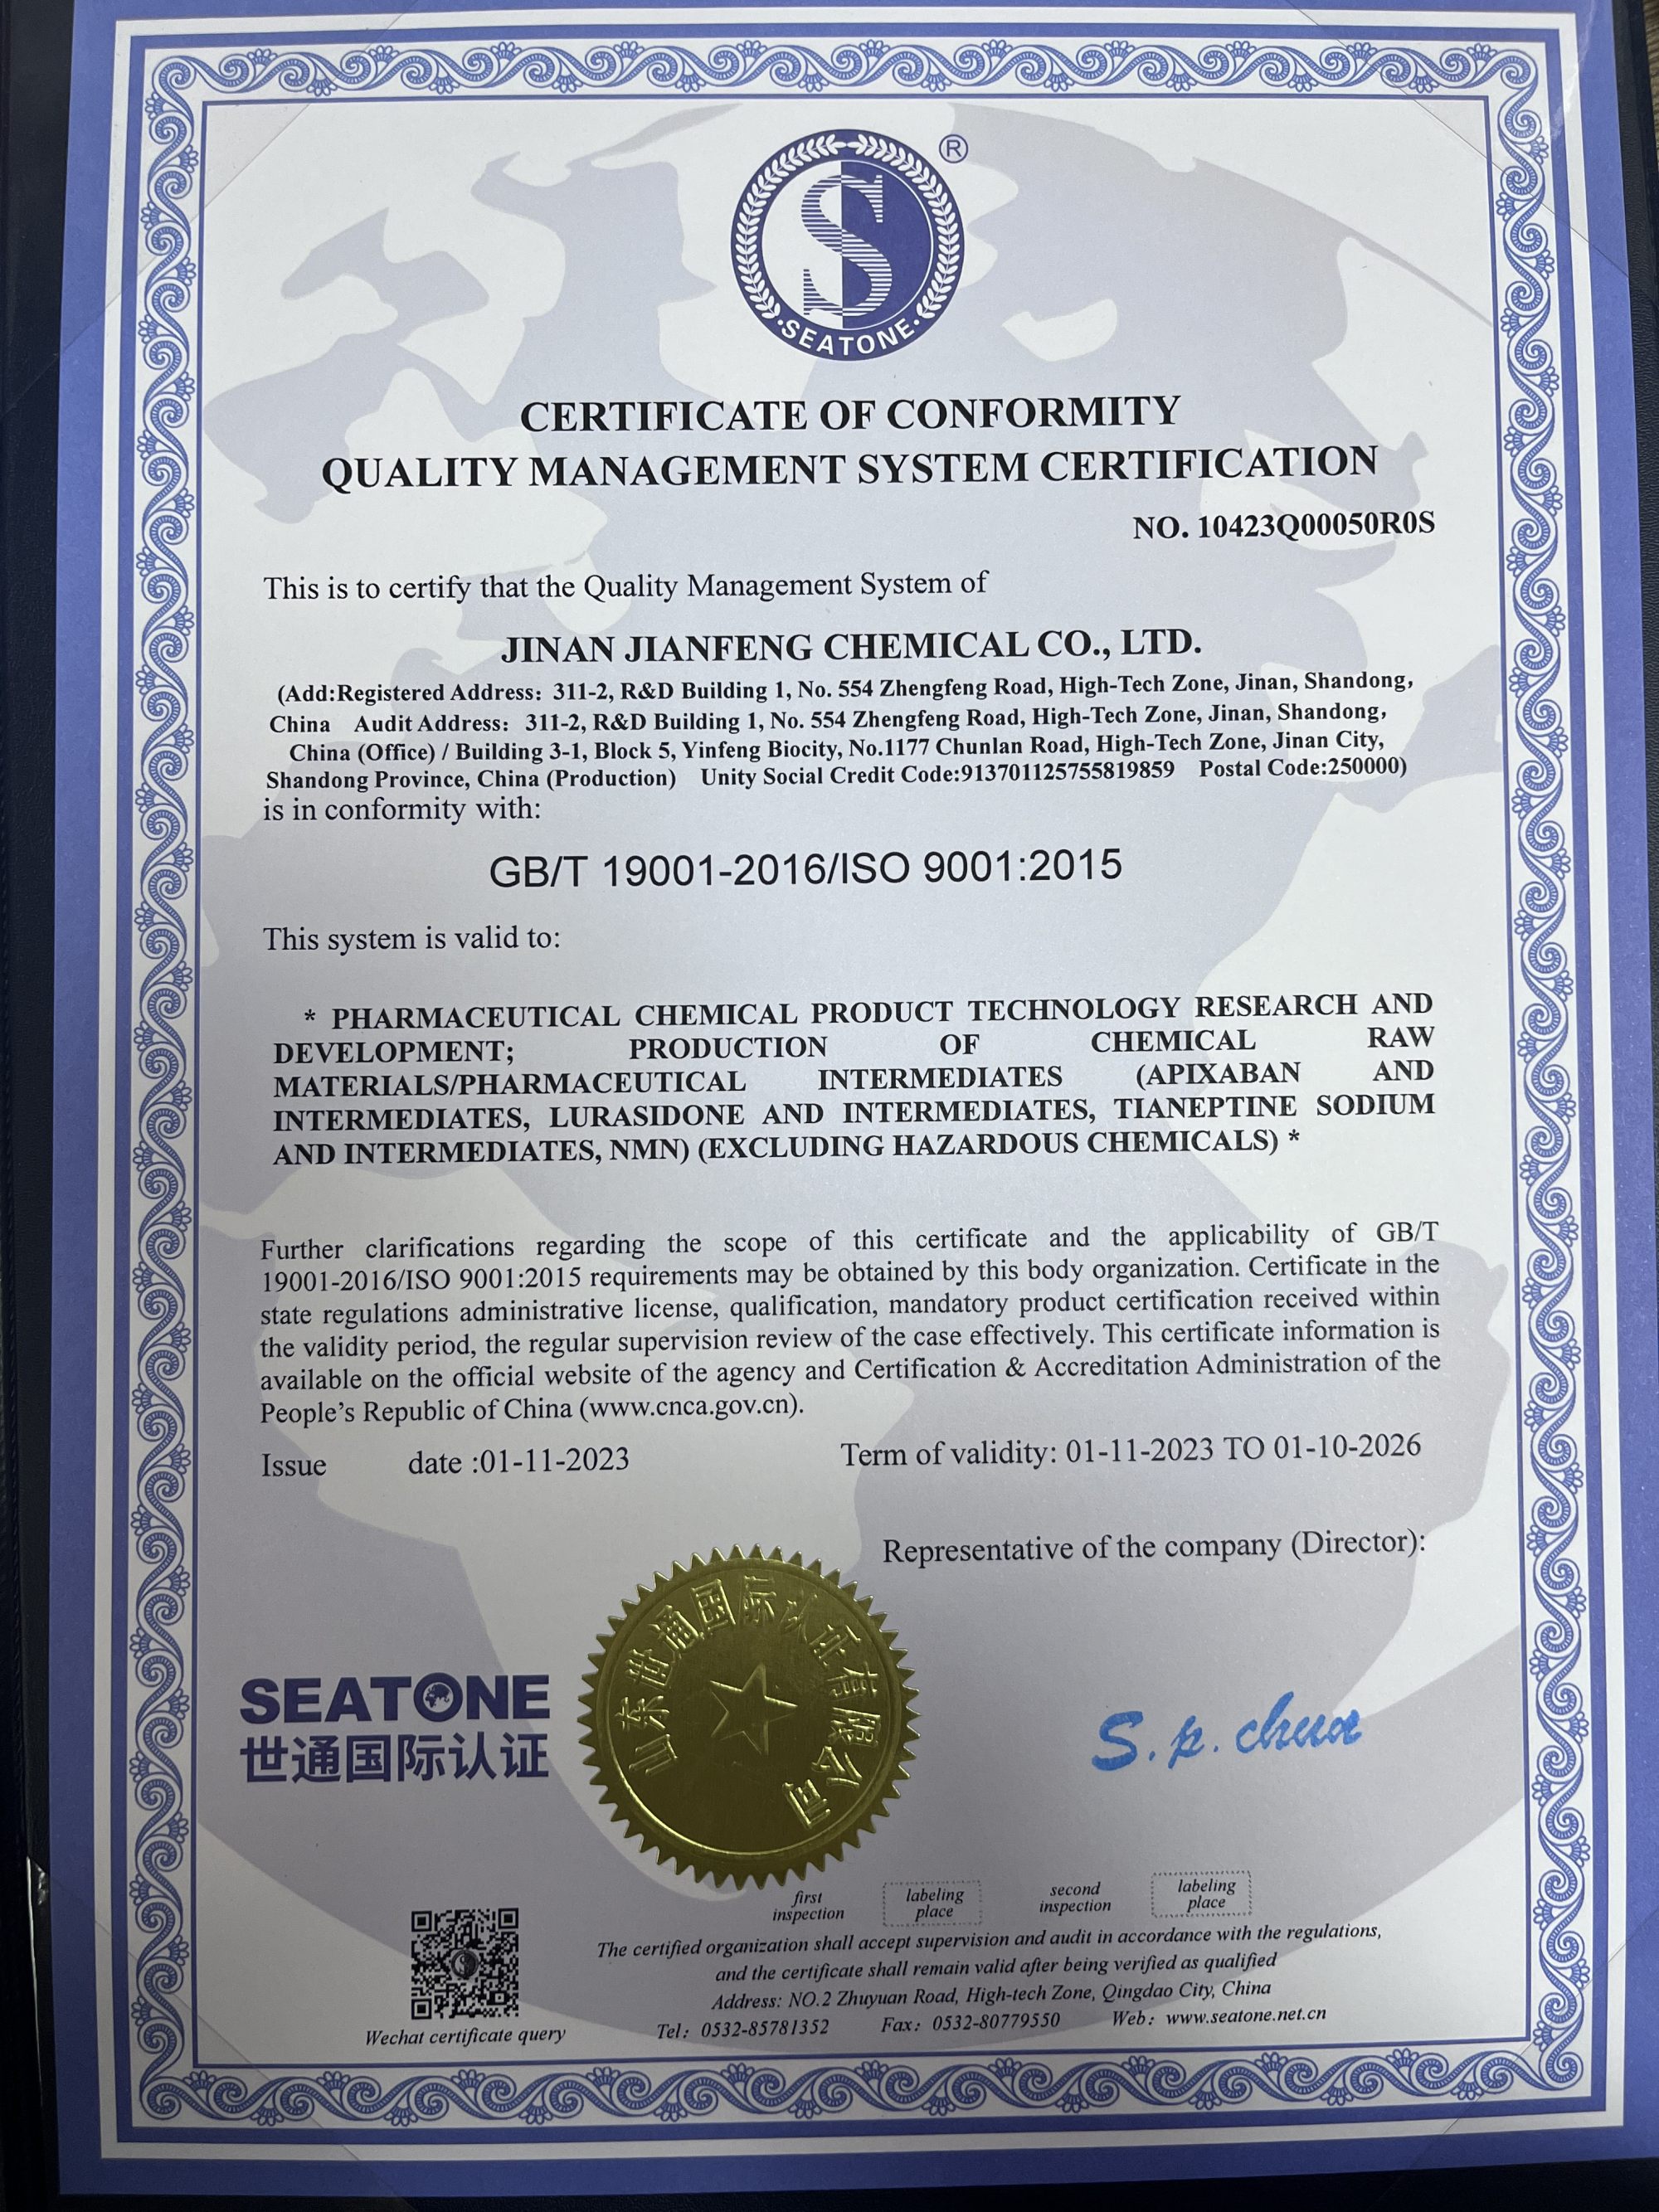 ®
S
·SEATONE·
CERTIFICATE OF CONFORMITY
QUALITY MANAGEMENT SYSTEM CERTIFICATION
NO. 10423Q00050R0S
This is to certify that the Quality Management System of
JINAN JIANFENG CHEMICAL CO., LTD.
(Add:Registered Address: 311-2, R&D Building 1, No. 554 Zhengfeng Road, High-Tech Zone, Jinan, Shandong,
China Audit Address: 311-2, R&D Building 1, No. 554 Zhengfeng Road, High-Tech Zone, Jinan, Shandong,
China (Office) / Building 3-1, Block 5, Yinfeng Biocity, No.1177 Chunlan Road, High-Tech Zone, Jinan City,
Shandong Province, China (Production) Unity Social Credit Code:913701125755819859 Postal Code:250000)
is in conformity with:
GB/T 19001-2016/ISO 9001:2015
This system is valid to:
* PHARMACEUTICAL CHEMICAL PRODUCT TECHNOLOGY RESEARCH AND
DEVELOPMENT; PRODUCTION OF CHEMICAL RAW
MATERIALS/PHARMACEUTICAL INTERMEDIATES (APIXABAN AND
INTERMEDIATES, LURASIDONE AND INTERMEDIATES, TIANEPTINE SODIUM
AND INTERMEDIATES, NMN) (EXCLUDING HAZARDOUS CHEMICALS) *
Further clarifications regarding the scope of this certificate and the applicability of GB/T
19001-2016/ISO 9001:2015 requirements may be obtained by this body organization. Certificate in the
state regulations administrative license, qualification, mandatory product certification received within
the validity period, the regular supervision review of the case effectively. This certificate information is
available on the official website of the agency and Certification & Accreditation Administration of the
People's Republic of China (www.cnca.gov.cn).
Issue date :01-11-2023
Term of validity: 01-11-2023 TO 01-10-2026
Representative of the company (Director):
SEATONE
世通国际认证
山东世通国际认证有限公司
S. p. chua
first
inspection
labeling
place
second
inspection
labeling
place
The certified organization shall accept supervision and audit in accordance with the regulations,
and the certificate shall remain valid after being verified as qualified
Address: NO.2 Zhuyuan Road, High-tech Zone, Qingdao City, China
Tel: 0532-85781352 Fax: 0532-80779550 Web: www.seatone.net.cn
Wechat certificate query